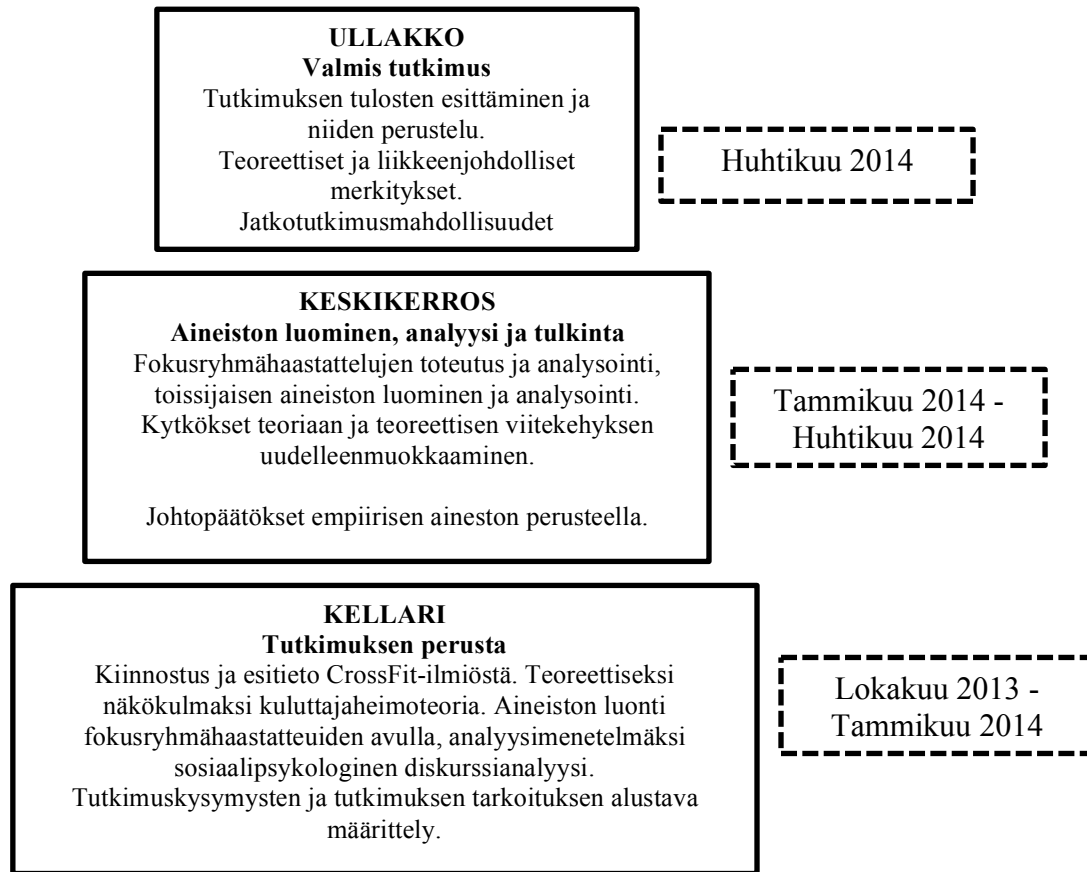 ULLAKKO
Valmis tutkimus
Tutkimuksen tulosten esittäminen ja
niiden perustelu.
Teoreettiset ja liikkeenjohdolliset
merkitykset.
Jatkotutkimusmahdollisuudet
Huhtikuu 2014
KESKIKERROS
Aineiston luominen, analyysi ja tulkinta
Fokusryhmähaastattelujen toteutus ja analysointi,
toissijaisen aineiston luominen ja analysointi.
Kytkökset teoriaan ja teoreettisen viitekehyksen
uudelleenmuokkaaminen.
Johtopäätökset empiirisen aineiston perusteella.
Tammikuu 2014 -
Huhtikuu 2014
KELLARI
Tutkimuksen perusta
Kiinnostus ja esitieto CrossFit-ilmiöstä. Teoreettiseksi
näkökulmaksi kuluttajaheimoteoria. Aineiston luonti
fokusryhmähaastatteuiden avulla, analyysimenetelmäksi
sosiaalipsykologinen diskurssianalyysi.
Tutkimuskysymysten ja tutkimuksen tarkoituksen alustava
määrittely.
Lokakuu 2013 -
Tammikuu 2014